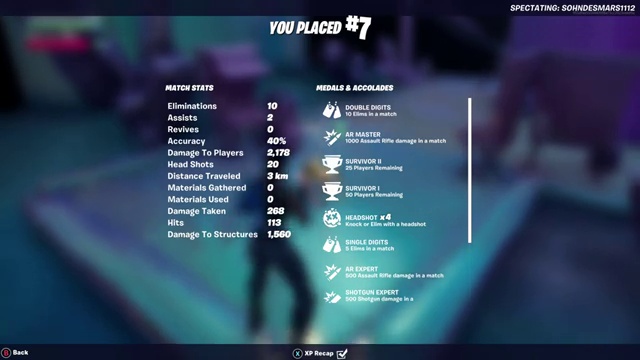 SPECTATING: SOHNDESMARS1112
YOU PLACED #7
MATCH STATS
Eliminations 10
Assists 2
Revives 0
Accuracy 40%
Damage To Players 2,178
Head Shots 20
Distance Traveled 3 km
Materials Gathered 0
Materials Used 0
Damage Taken 268
Hits 113
Damage To Structures 1,560
MEDALS & ACCOLADES
DOUBLE DIGITS
10 Elims in a match
AR MASTER
1000 Assault Rifle damage in a match
SURVIVOR II
25 Players Remaining
SURVIVOR I
50 Players Remaining
HEADSHOT x4
Knock or Elim with a headshot
SINGLE DIGITS
5 Elims in a match
AR EXPERT
500 Assault Rifle damage in a match
SHOTGUN EXPERT
500 Shotgun damage in a
B Back
X XP Recap